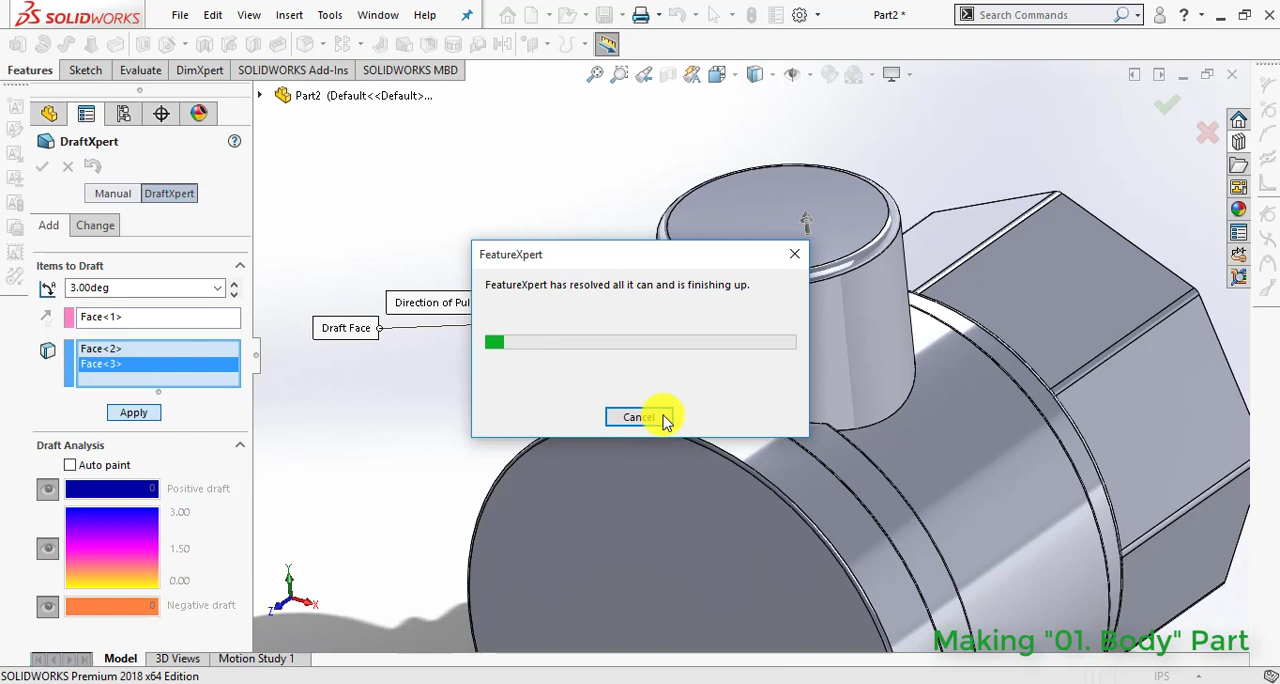 SOLIDWORKS
File Edit View Insert Tools Window Help
Part2 *
Search Commands
Features Sketch Evaluate DimXpert SOLIDWORKS Add-Ins SOLIDWORKS MBD
Part2 (Default<<Default>...
DraftXpert
Manual DraftXpert
Add Change
Items to Draft
3.00deg
Face<1>
Face<2>
Face<3>
Apply
Draft Analysis
Auto paint
0 Positive draft
3.00
1.50
0.00
0 Negative draft
Direction of Pul
Draft Face
FeatureXpert
FeatureXpert has resolved all it can and is finishing up.
Cancel
Y
Z
X
Making "01. Body" Part
Model 3D Views Motion Study 1
SOLIDWORKS Premium 2018 x64 Edition
IPS